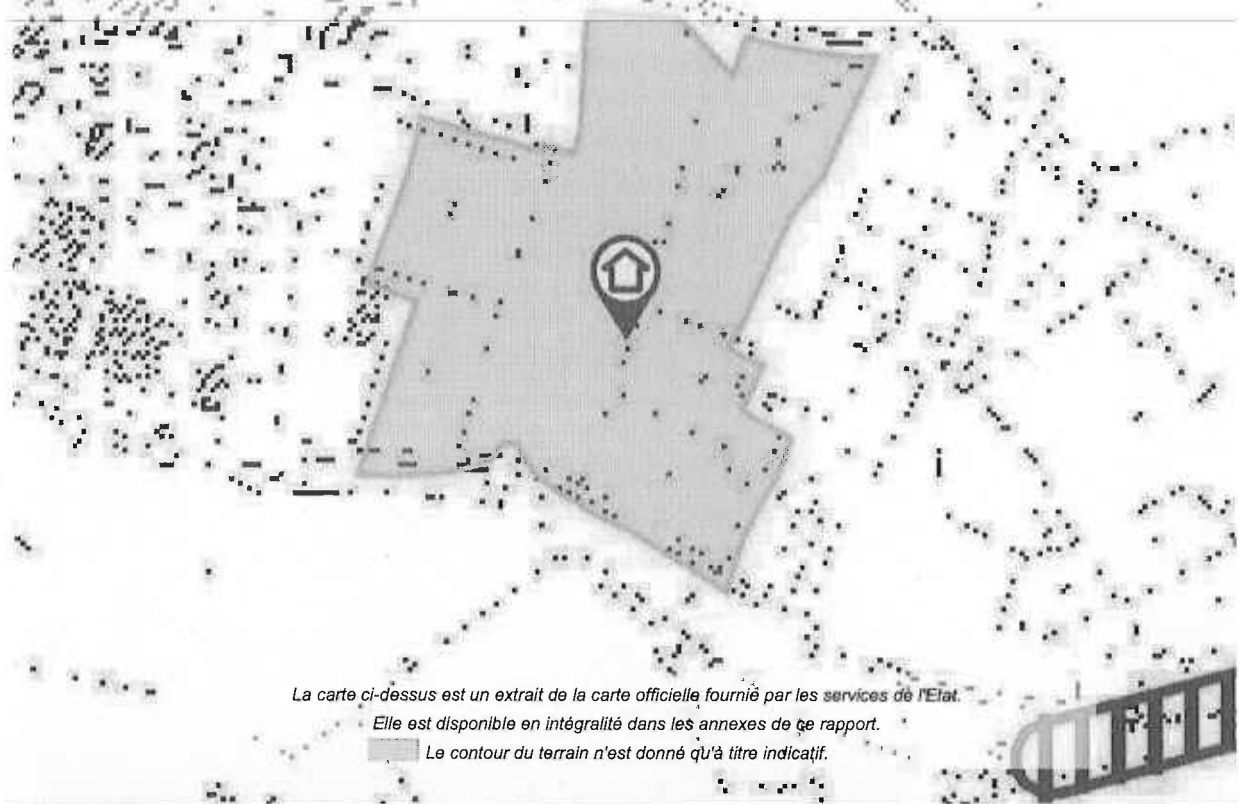 La carte ci-dessus est un extrait de la carte officielle fournie par les services de l'Etat.
Elle est disponible en intégralité dans les annexes de ce rapport.
Le contour du terrain n'est donné qu'à titre indicatif.